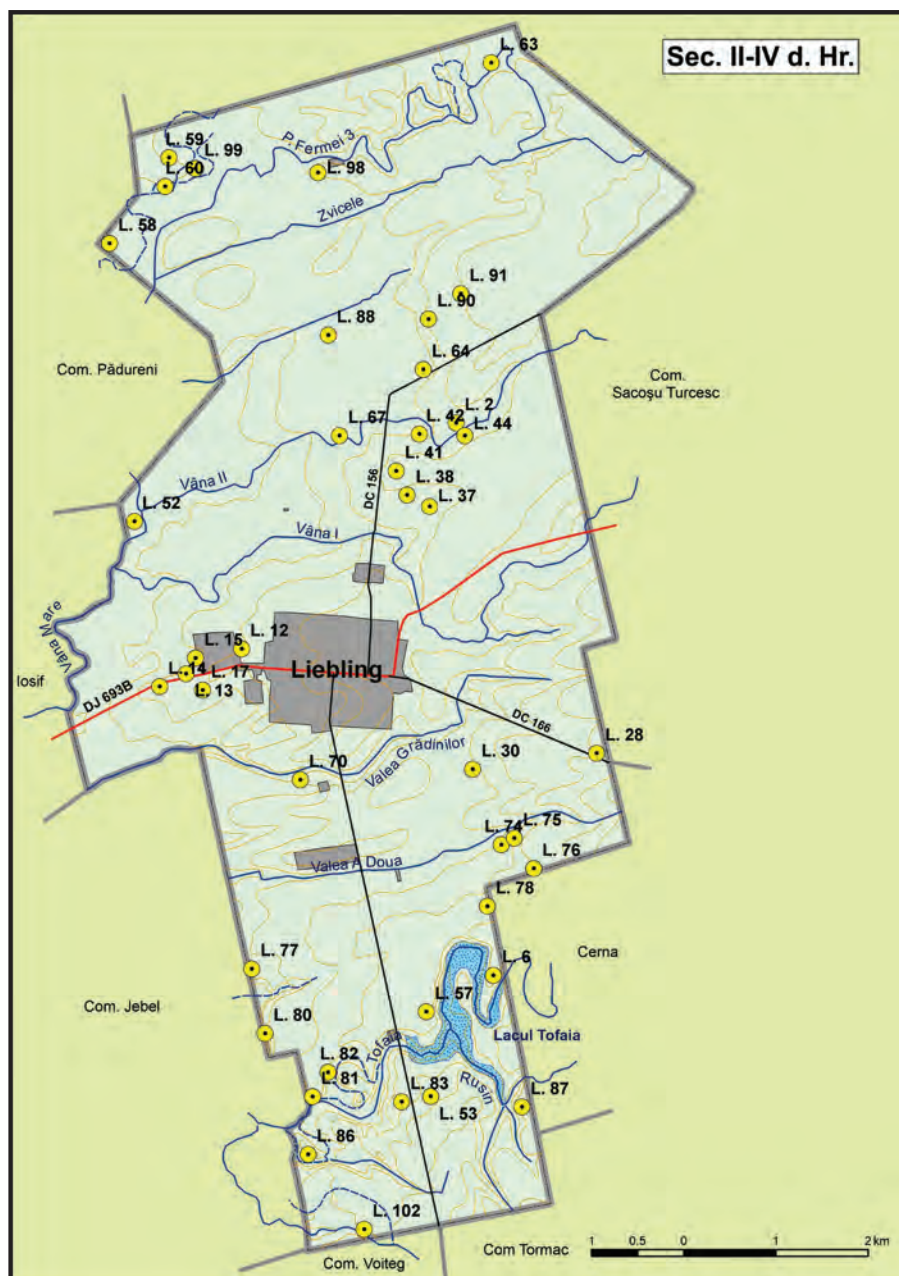 L. 63
Sec. II-IV d. Hr.
L. 59
L. 99
L. 60
P. Fermei 3
L. 98
Zvicele
L. 58
L. 91
L. 90
L. 88
L. 64
Com. Pădureni
Com.
Sacoșu Turcesc
L. 2
L. 42
L. 67
L. 44
L. 41
L. 38
L. 37
Vâna II
DC 156
L. 52
Vâna I
Vâna Mare
L. 12
L. 15
Liebling
L. 14
L. 17
L. 13
Iosif
DJ 693B
DC 166
L. 28
Valea Grădinilor
L. 30
L. 70
L. 75
L. 74
Valea A Doua
L. 76
L. 78
L. 77
L. 6
Cerna
Com. Jebel
L. 57
L. 80
Lacul Tofaia
Tofaia
L. 82
L. 81
Rusin
L. 83
L. 53
L. 87
L. 86
L. 102
Com. Voiteg
Com Tormac
1 0.5 0 1 2 km